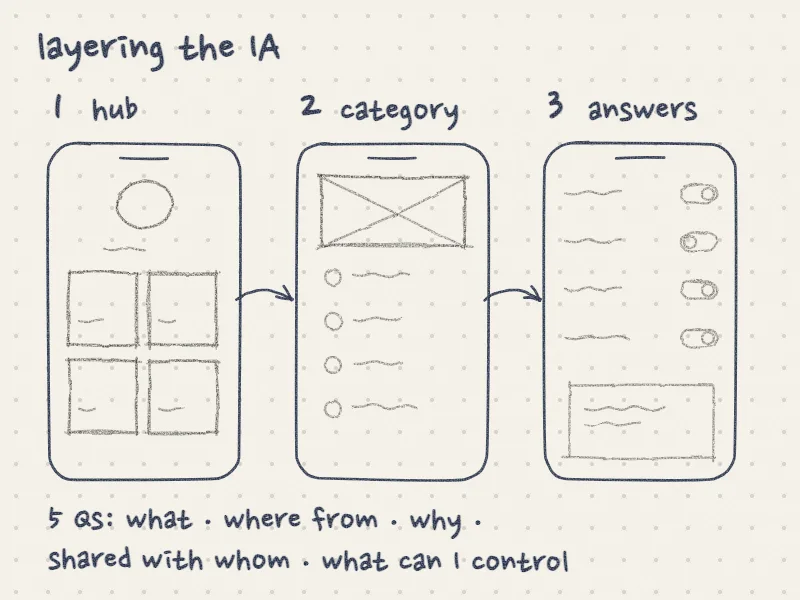 layering the IA
1 hub
2 category
3 answers
5 Qs: what · where from · why ·
shared with whom · what can I control